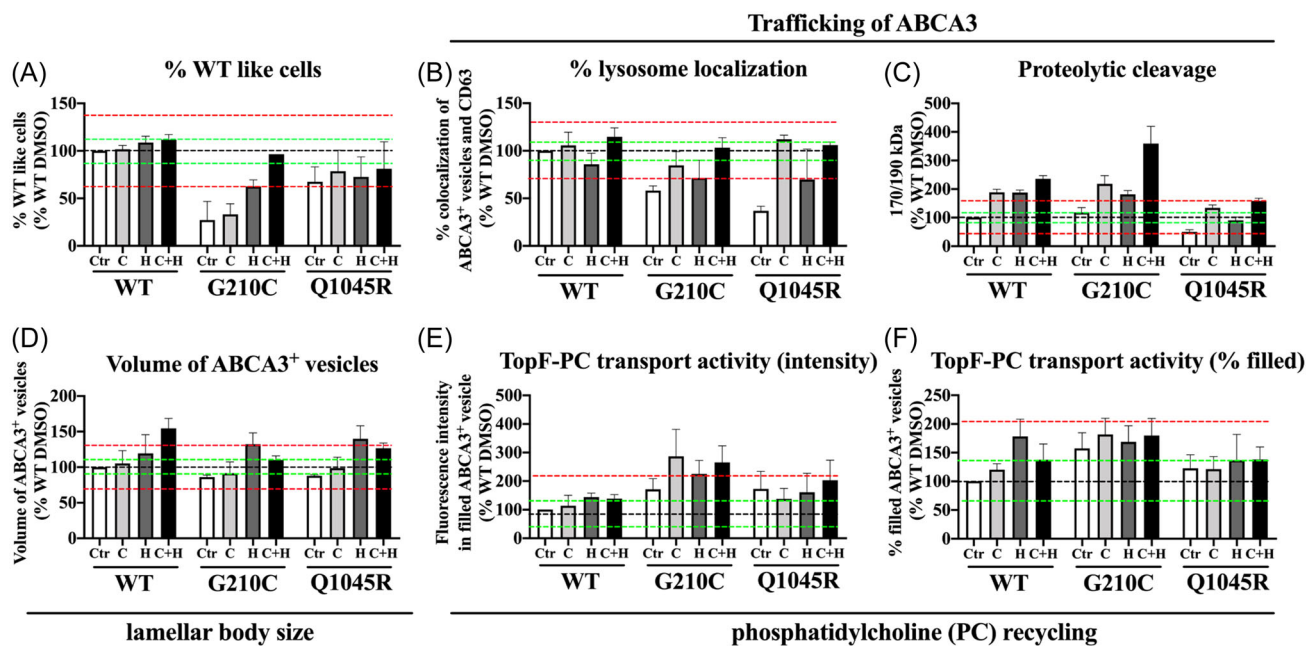 Trafficking of ABCA3
(A) % WT like cells
% WT like cells
(% WT DMSO)
150
100
50
0
Ctr C H C+H Ctr C H C+H Ctr C H C+H
WT G210C Q1045R
(B) % lysosome localization
% colocalization of
ABCA3+ vesicles and CD63
(% WT DMSO)
150
100
50
0
Ctr C H C+H Ctr C H C+H Ctr C H C+H
WT G210C Q1045R
(C) Proteolytic cleavage
170/190 kDa
(% WT DMSO)
500
400
300
200
100
0
Ctr C H C+H Ctr C H C+H Ctr C H C+H
WT G210C Q1045R
(D) Volume of ABCA3+ vesicles
Volume of ABCA3+ vesicles
(% WT DMSO)
200
150
100
50
0
Ctr C H C+H Ctr C H C+H Ctr C H C+H
WT G210C Q1045R
lamellar body size
(E) TopF-PC transport activity (intensity)
Fluorescence intensity
in filled ABCA3+ vesicle
(% WT DMSO)
500
400
300
200
100
0
Ctr C H C+H Ctr C H C+H Ctr C H C+H
WT G210C Q1045R
(F) TopF-PC transport activity (% filled)
% filled ABCA3+ vesicles
(% WT DMSO)
250
200
150
100
50
0
Ctr C H C+H Ctr C H C+H Ctr C H C+H
WT G210C Q1045R
phosphatidylcholine (PC) recycling